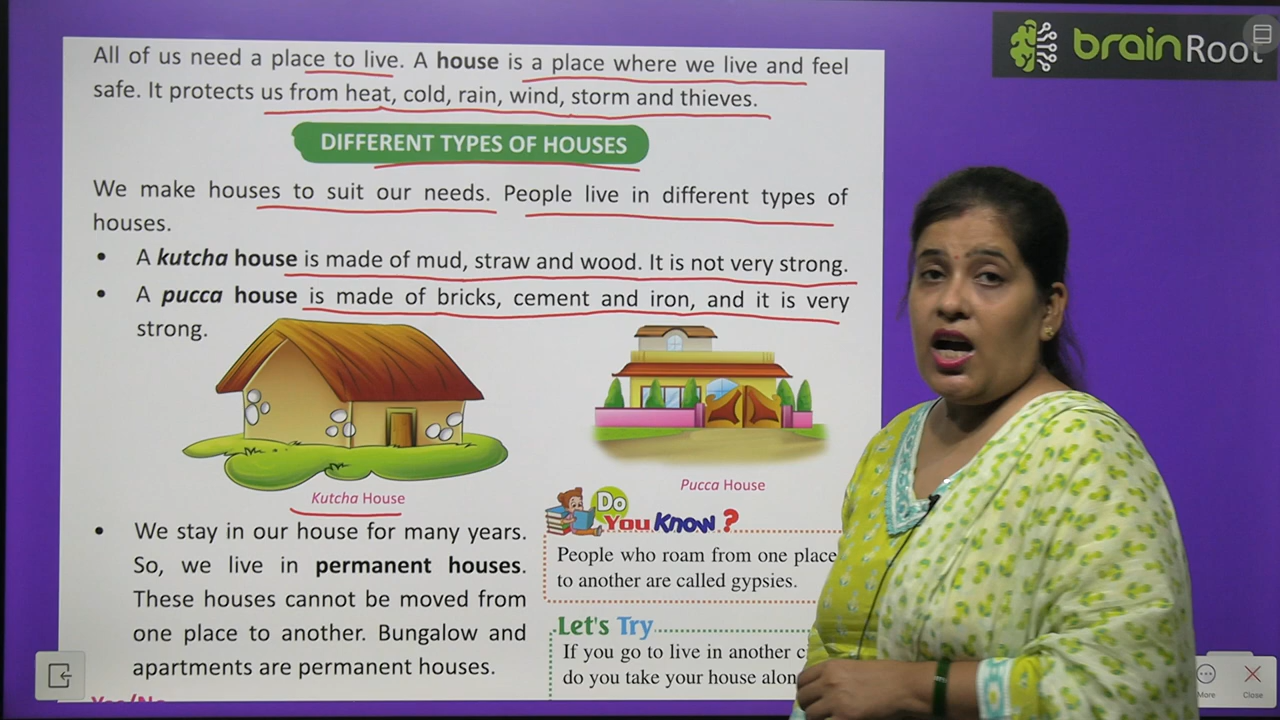 brainRoot
All of us need a place to live. A house is a place where we live and feel
safe. It protects us from heat, cold, rain, wind, storm and thieves.
DIFFERENT TYPES OF HOUSES
We make houses to suit our needs. People live in different types of
houses.
• A kutcha house is made of mud, straw and wood. It is not very strong.
• A pucca house is made of bricks, cement and iron, and it is very
strong.
Kutcha House
Pucca House
• We stay in our house for many years.
So, we live in permanent houses.
These houses cannot be moved from
one place to another. Bungalow and
apartments are permanent houses.
Do
You Know ?
People who roam from one place
to another are called gypsies.
Let's Try
If you go to live in another
do you take your house
Yes/No
More
Close